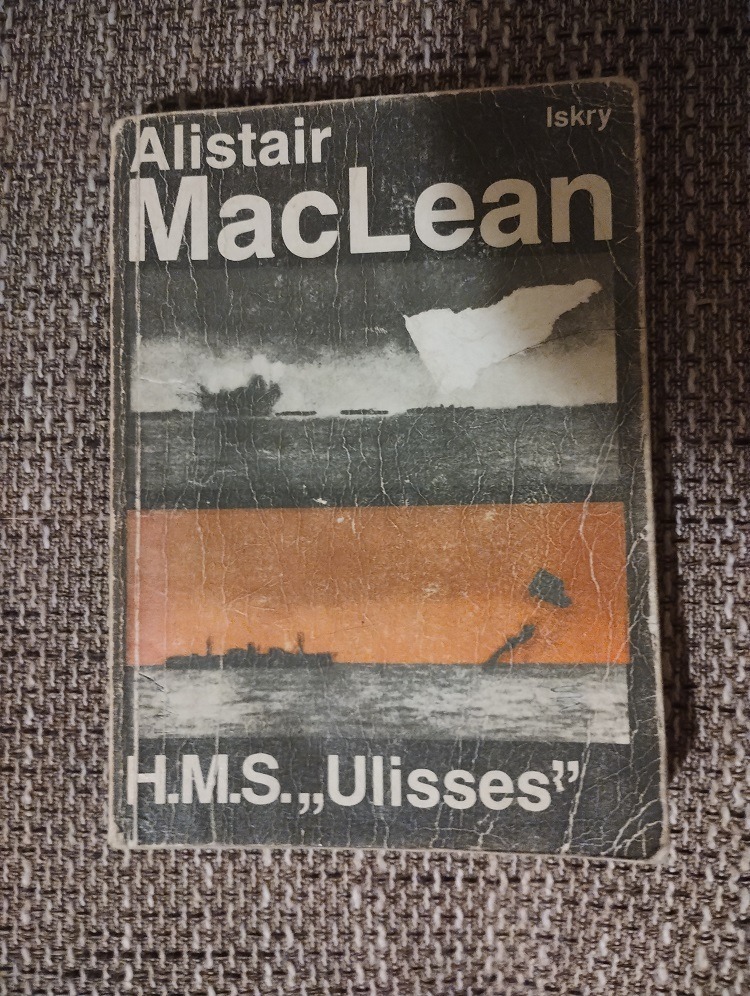 Iskry
Alistair
MacLean
H.M.S. „Ulisses”